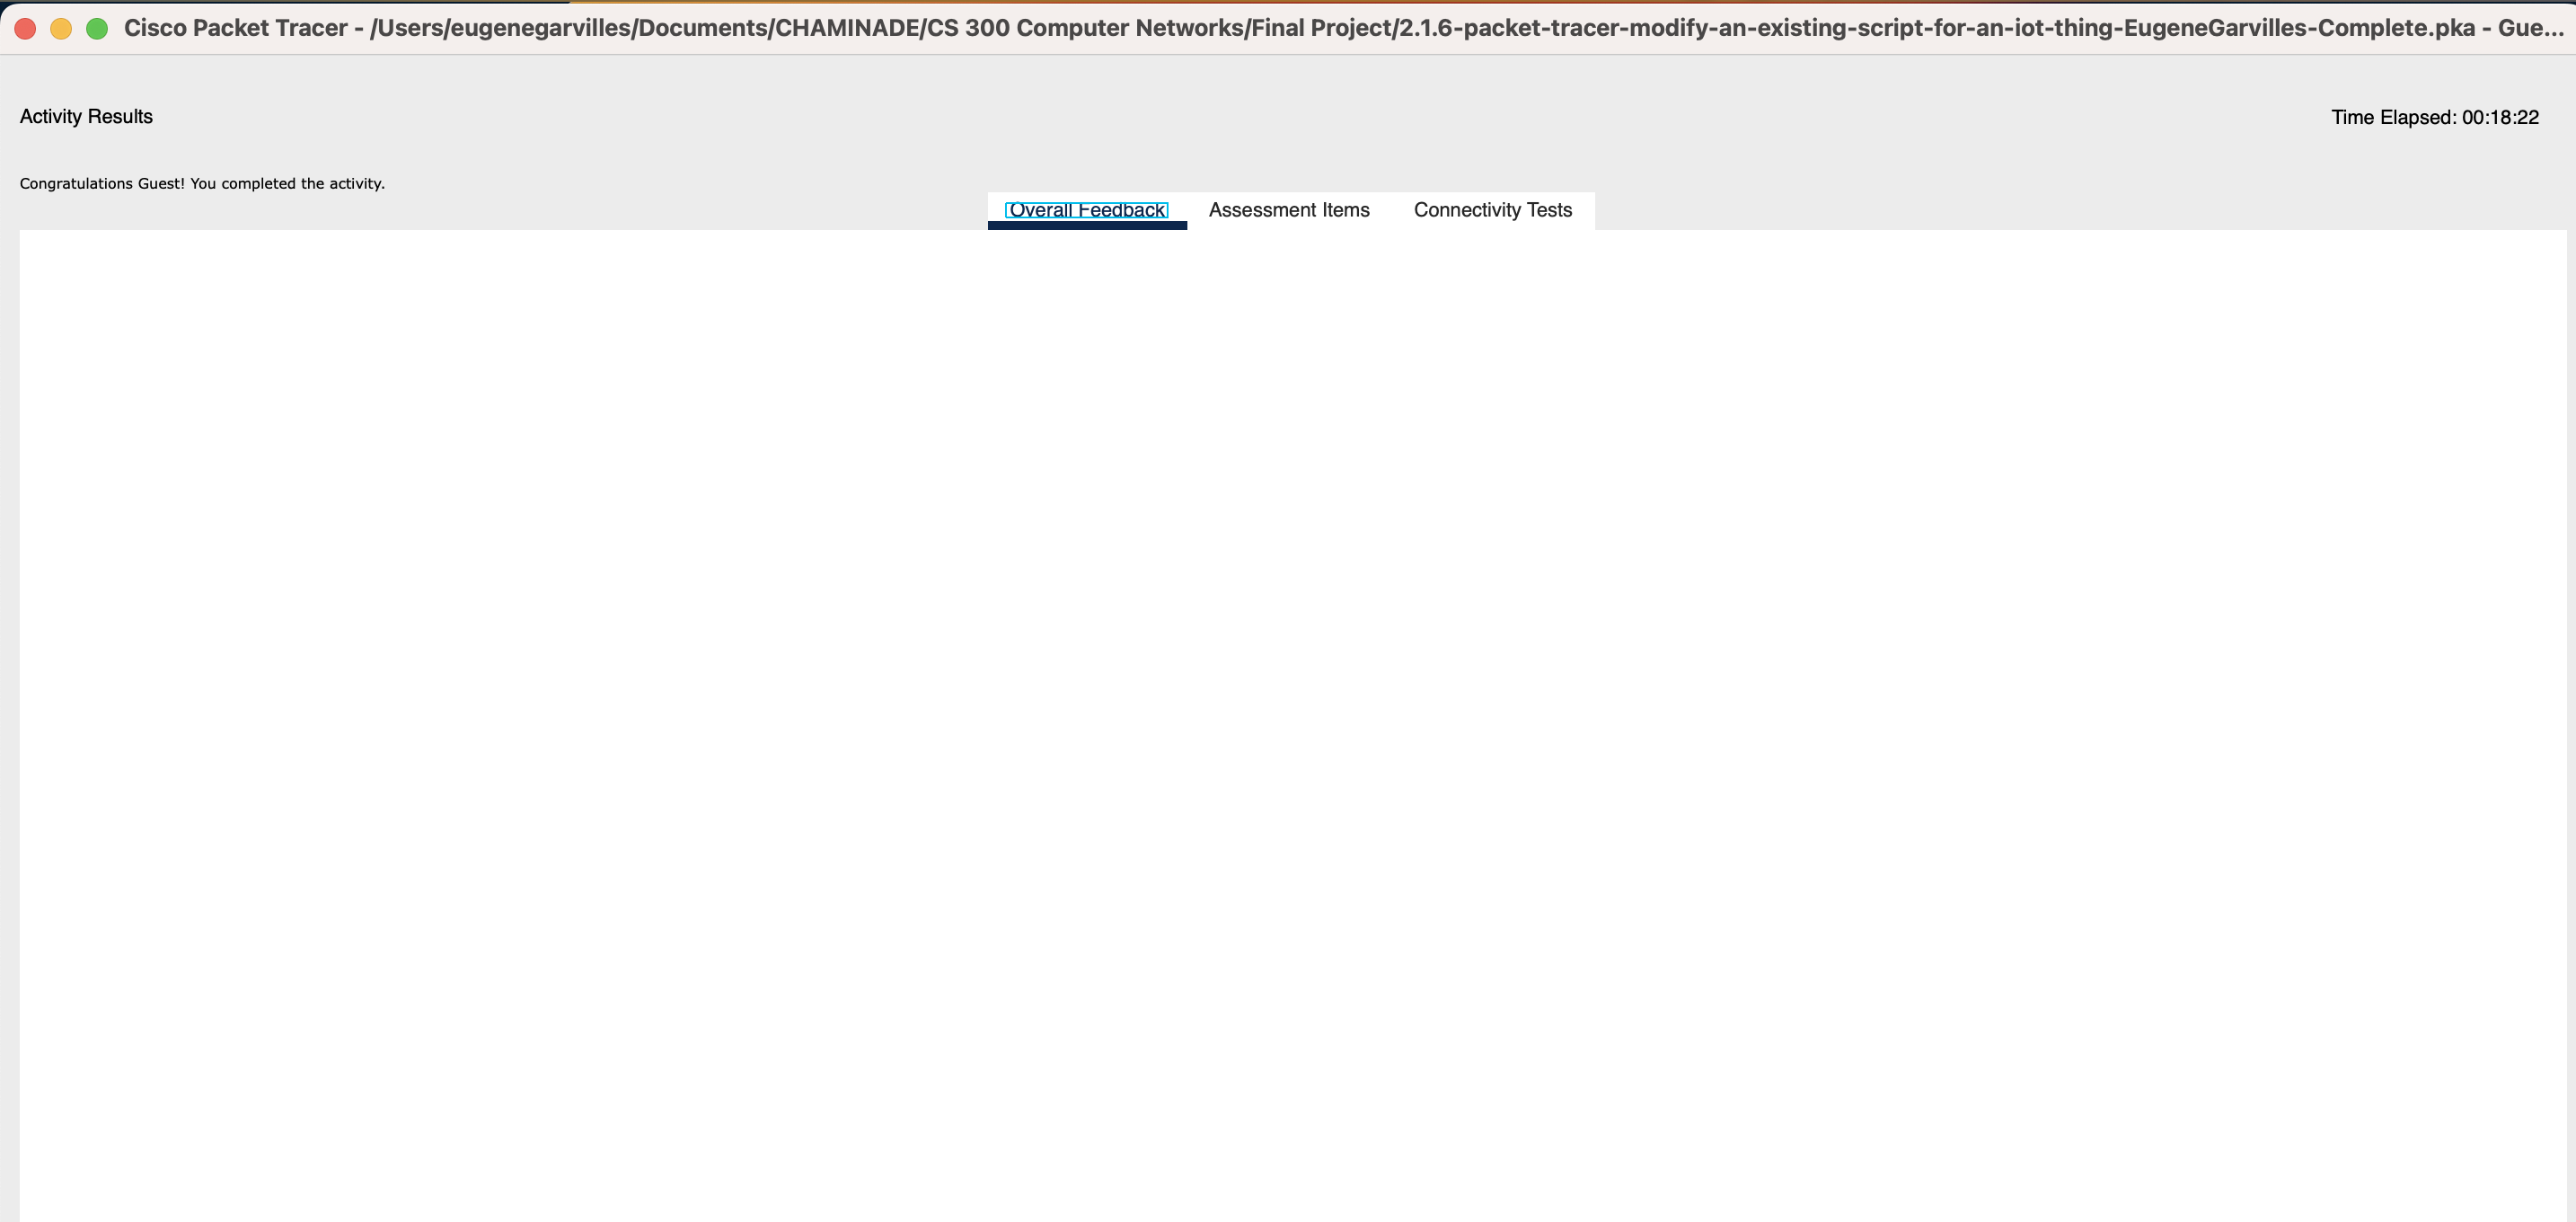 Cisco Packet Tracer - /Users/eugenegarvilles/Documents/CHAMINADE/CS 300 Computer Networks/Final Project/2.1.6-packet-tracer-modify-an-existing-script-for-an-iot-thing-EugeneGarvilles-Complete.pka - Gue...
Activity Results
Time Elapsed: 00:18:22
Congratulations Guest! You completed the activity.
Overall Feedback Assessment Items Connectivity Tests